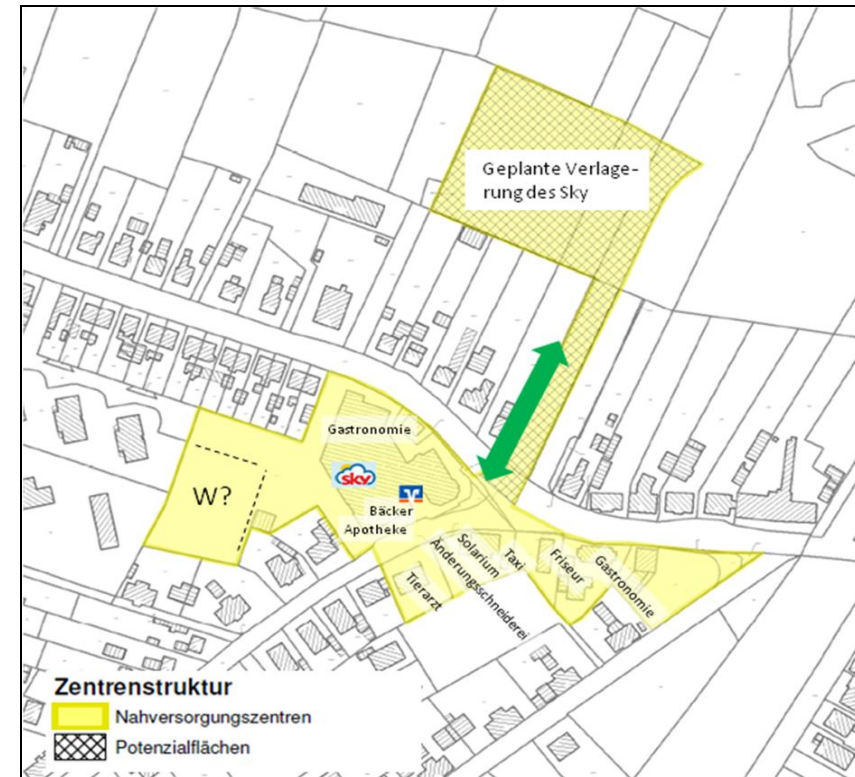 Geplante Verlage-
rung des Sky
Gastronomie
sky
W?
Bäcker
Apotheke
Tierarzt
Änderungsschneiderei
Solarium
Taxi
Friseur
Gastronomie
Zentrenstruktur
Nahversorgungszentren
Potenzialflächen